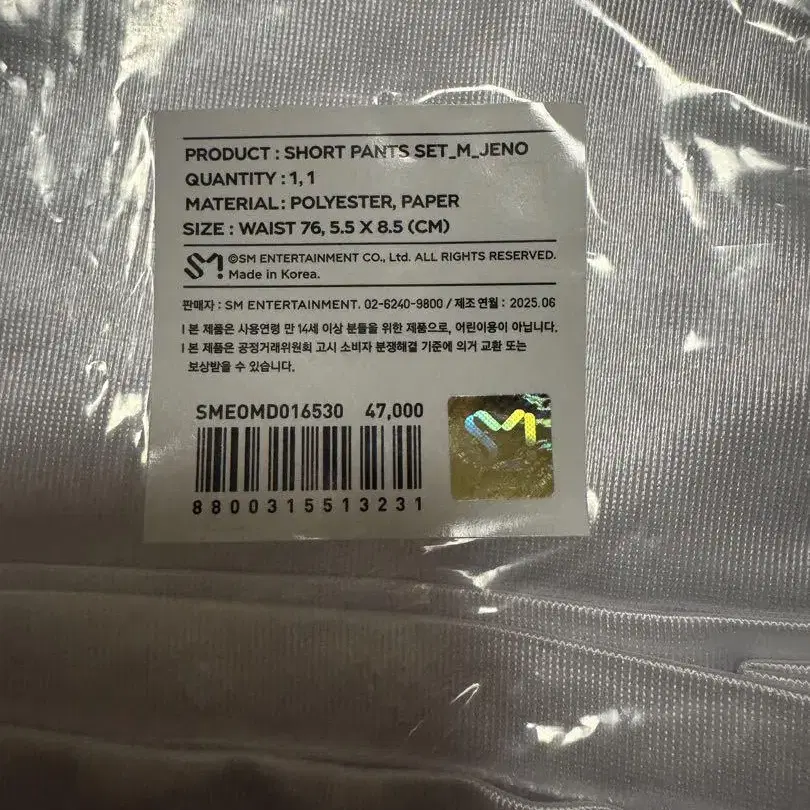 PRODUCT : SHORT PANTS SET_M_JENO
QUANTITY : 1, 1
MATERIAL : POLYESTER, PAPER
SIZE : WAIST 76, 5.5 X 8.5 (CM)
SM ©SM ENTERTAINMENT CO., Ltd. ALL RIGHTS RESERVED.
Made in Korea.
판매자 : SM ENTERTAINMENT. 02-6240-9800 / 제조 연월 : 2025.06
I 본 제품은 사용연령 만 14세 이상 분들을 위한 제품으로, 어린이용이 아닙니다.
I 본 제품은 공정거래위원회 고시 소비자 분쟁해결 기준에 의거 교환 또는
보상받을 수 있습니다.
SMEOMD016530 47,000
8800315513231
SM